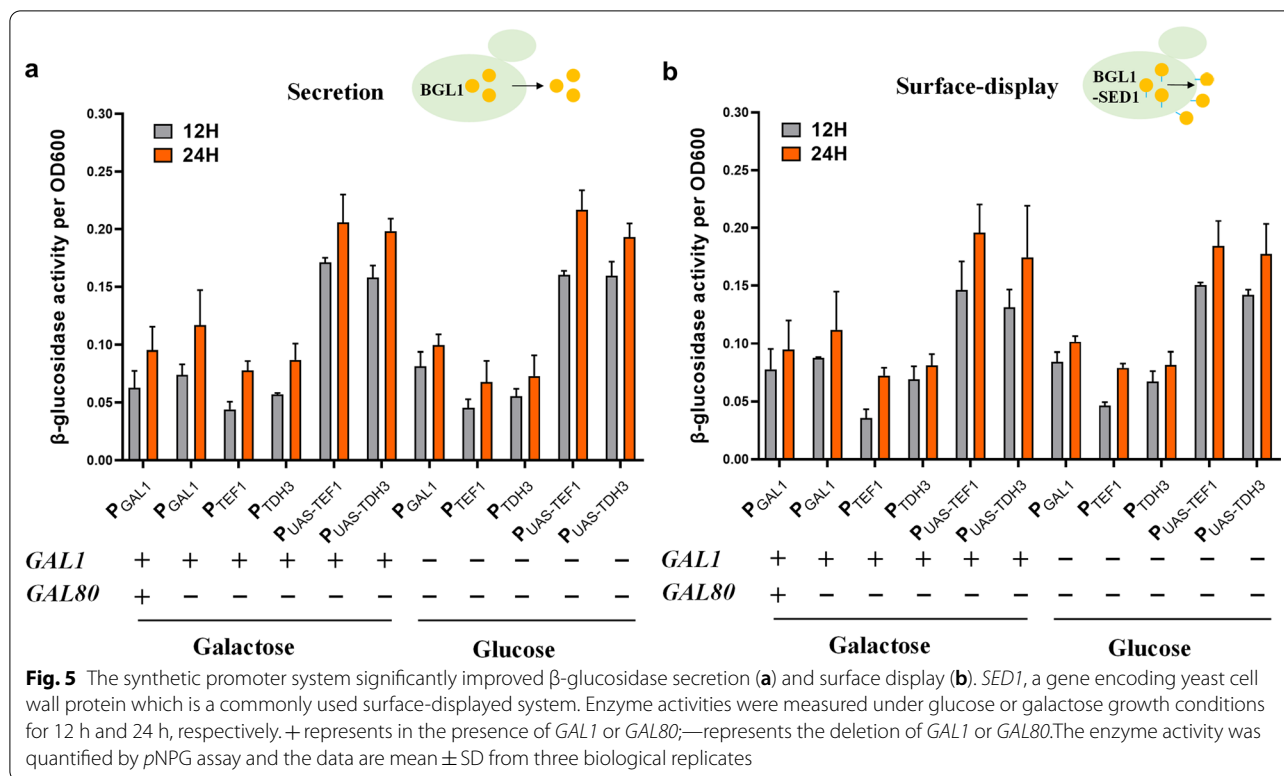 a
Secretion
BGL1
β-glucosidase activity per OD600
0.30
0.25
0.20
0.15
0.10
0.05
0.00
12H
24H
PGAL1 PGAL1 PTEF1 PTDH3 PUAS-TEF1 PUAS-TDH3 PGAL1 PTEF1 PTDH3 PUAS-TEF1 PUAS-TDH3
GAL1 + + + + + + − − − − −
GAL80 + − − − − − − − − − −
Galactose Glucose
b
Surface-display
BGL1
-SED1
β-glucosidase activity per OD600
0.30
0.25
0.20
0.15
0.10
0.05
0.00
12H
24H
PGAL1 PGAL1 PTEF1 PTDH3 PUAS-TEF1 PUAS-TDH3 PGAL1 PTEF1 PTDH3 PUAS-TEF1 PUAS-TDH3
GAL1 + + + + + + − − − − −
GAL80 + − − − − − − − − − −
Galactose Glucose
Fig. 5 The synthetic promoter system significantly improved β-glucosidase secretion (a) and surface display (b). SED1, a gene encoding yeast cell
wall protein which is a commonly used surface-displayed system. Enzyme activities were measured under glucose or galactose growth conditions
for 12 h and 24 h, respectively. + represents in the presence of GAL1 or GAL80;—represents the deletion of GAL1 or GAL80.The enzyme activity was
quantified by pNPG assay and the data are mean ± SD from three biological replicates